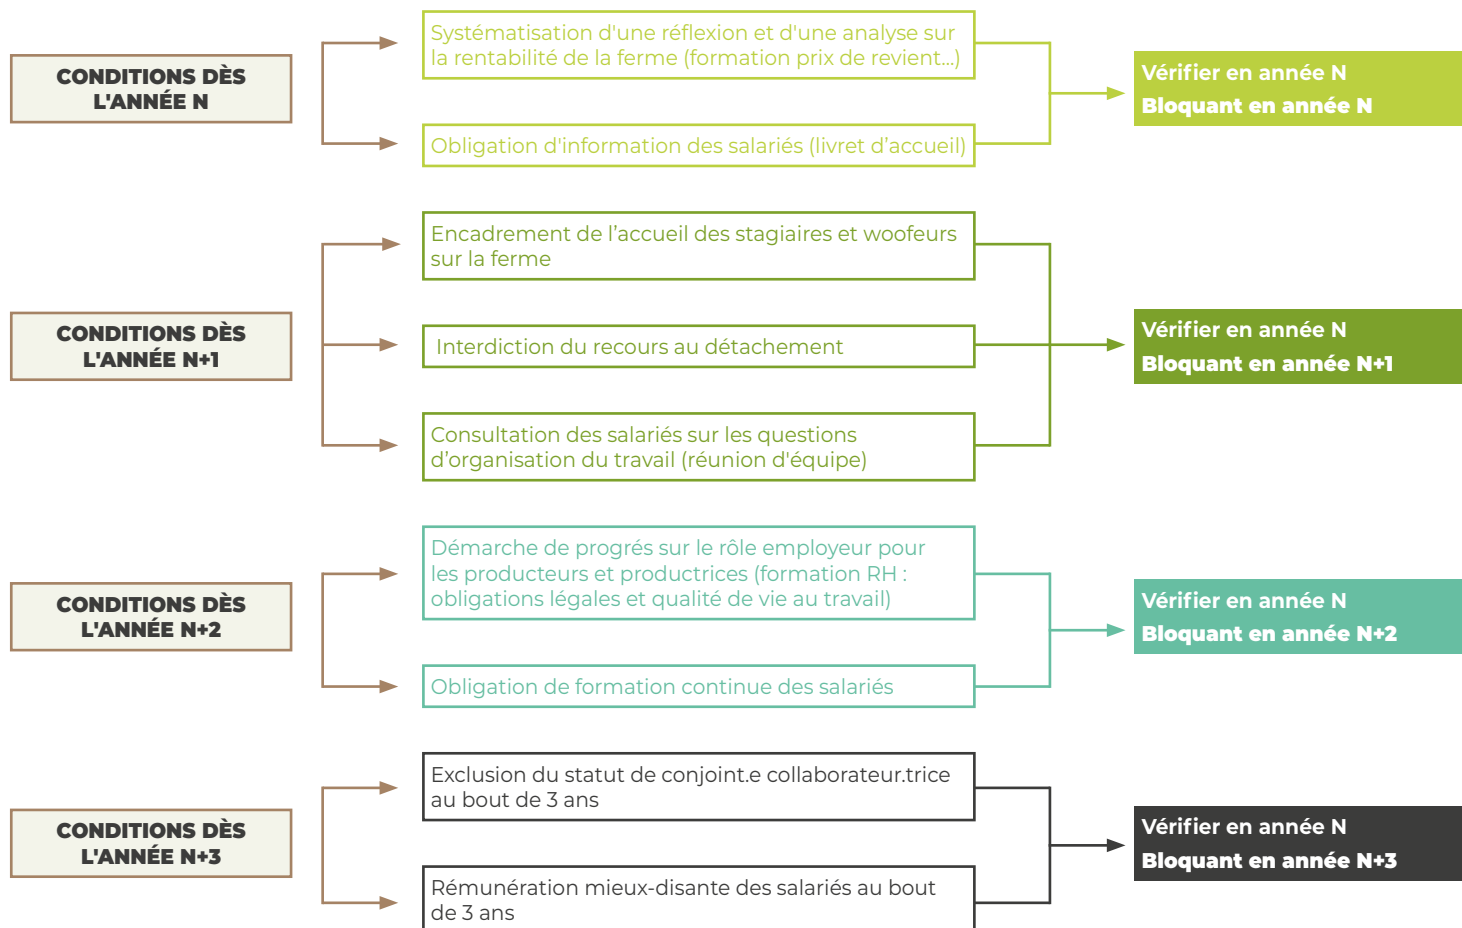 CONDITIONS DÈS
L'ANNÉE N
Systématisation d'une réflexion et d'une analyse sur
la rentabilité de la ferme (formation prix de revient...)
Obligation d'information des salariés (livret d’accueil)
Vérifier en année N
Bloquant en année N
CONDITIONS DÈS
L'ANNÉE N+1
Encadrement de l’accueil des stagiaires et woofeurs
sur la ferme
Interdiction du recours au détachement
Consultation des salariés sur les questions
d’organisation du travail (réunion d'équipe)
Vérifier en année N
Bloquant en année N+1
CONDITIONS DÈS
L'ANNÉE N+2
Démarche de progrés sur le rôle employeur pour
les producteurs et productrices (formation RH :
obligations légales et qualité de vie au travail)
Obligation de formation continue des salariés
Vérifier en année N
Bloquant en année N+2
CONDITIONS DÈS
L'ANNÉE N+3
Exclusion du statut de conjoint.e collaborateur.trice
au bout de 3 ans
Rémunération mieux-disante des salariés au bout
de 3 ans
Vérifier en année N
Bloquant en année N+3